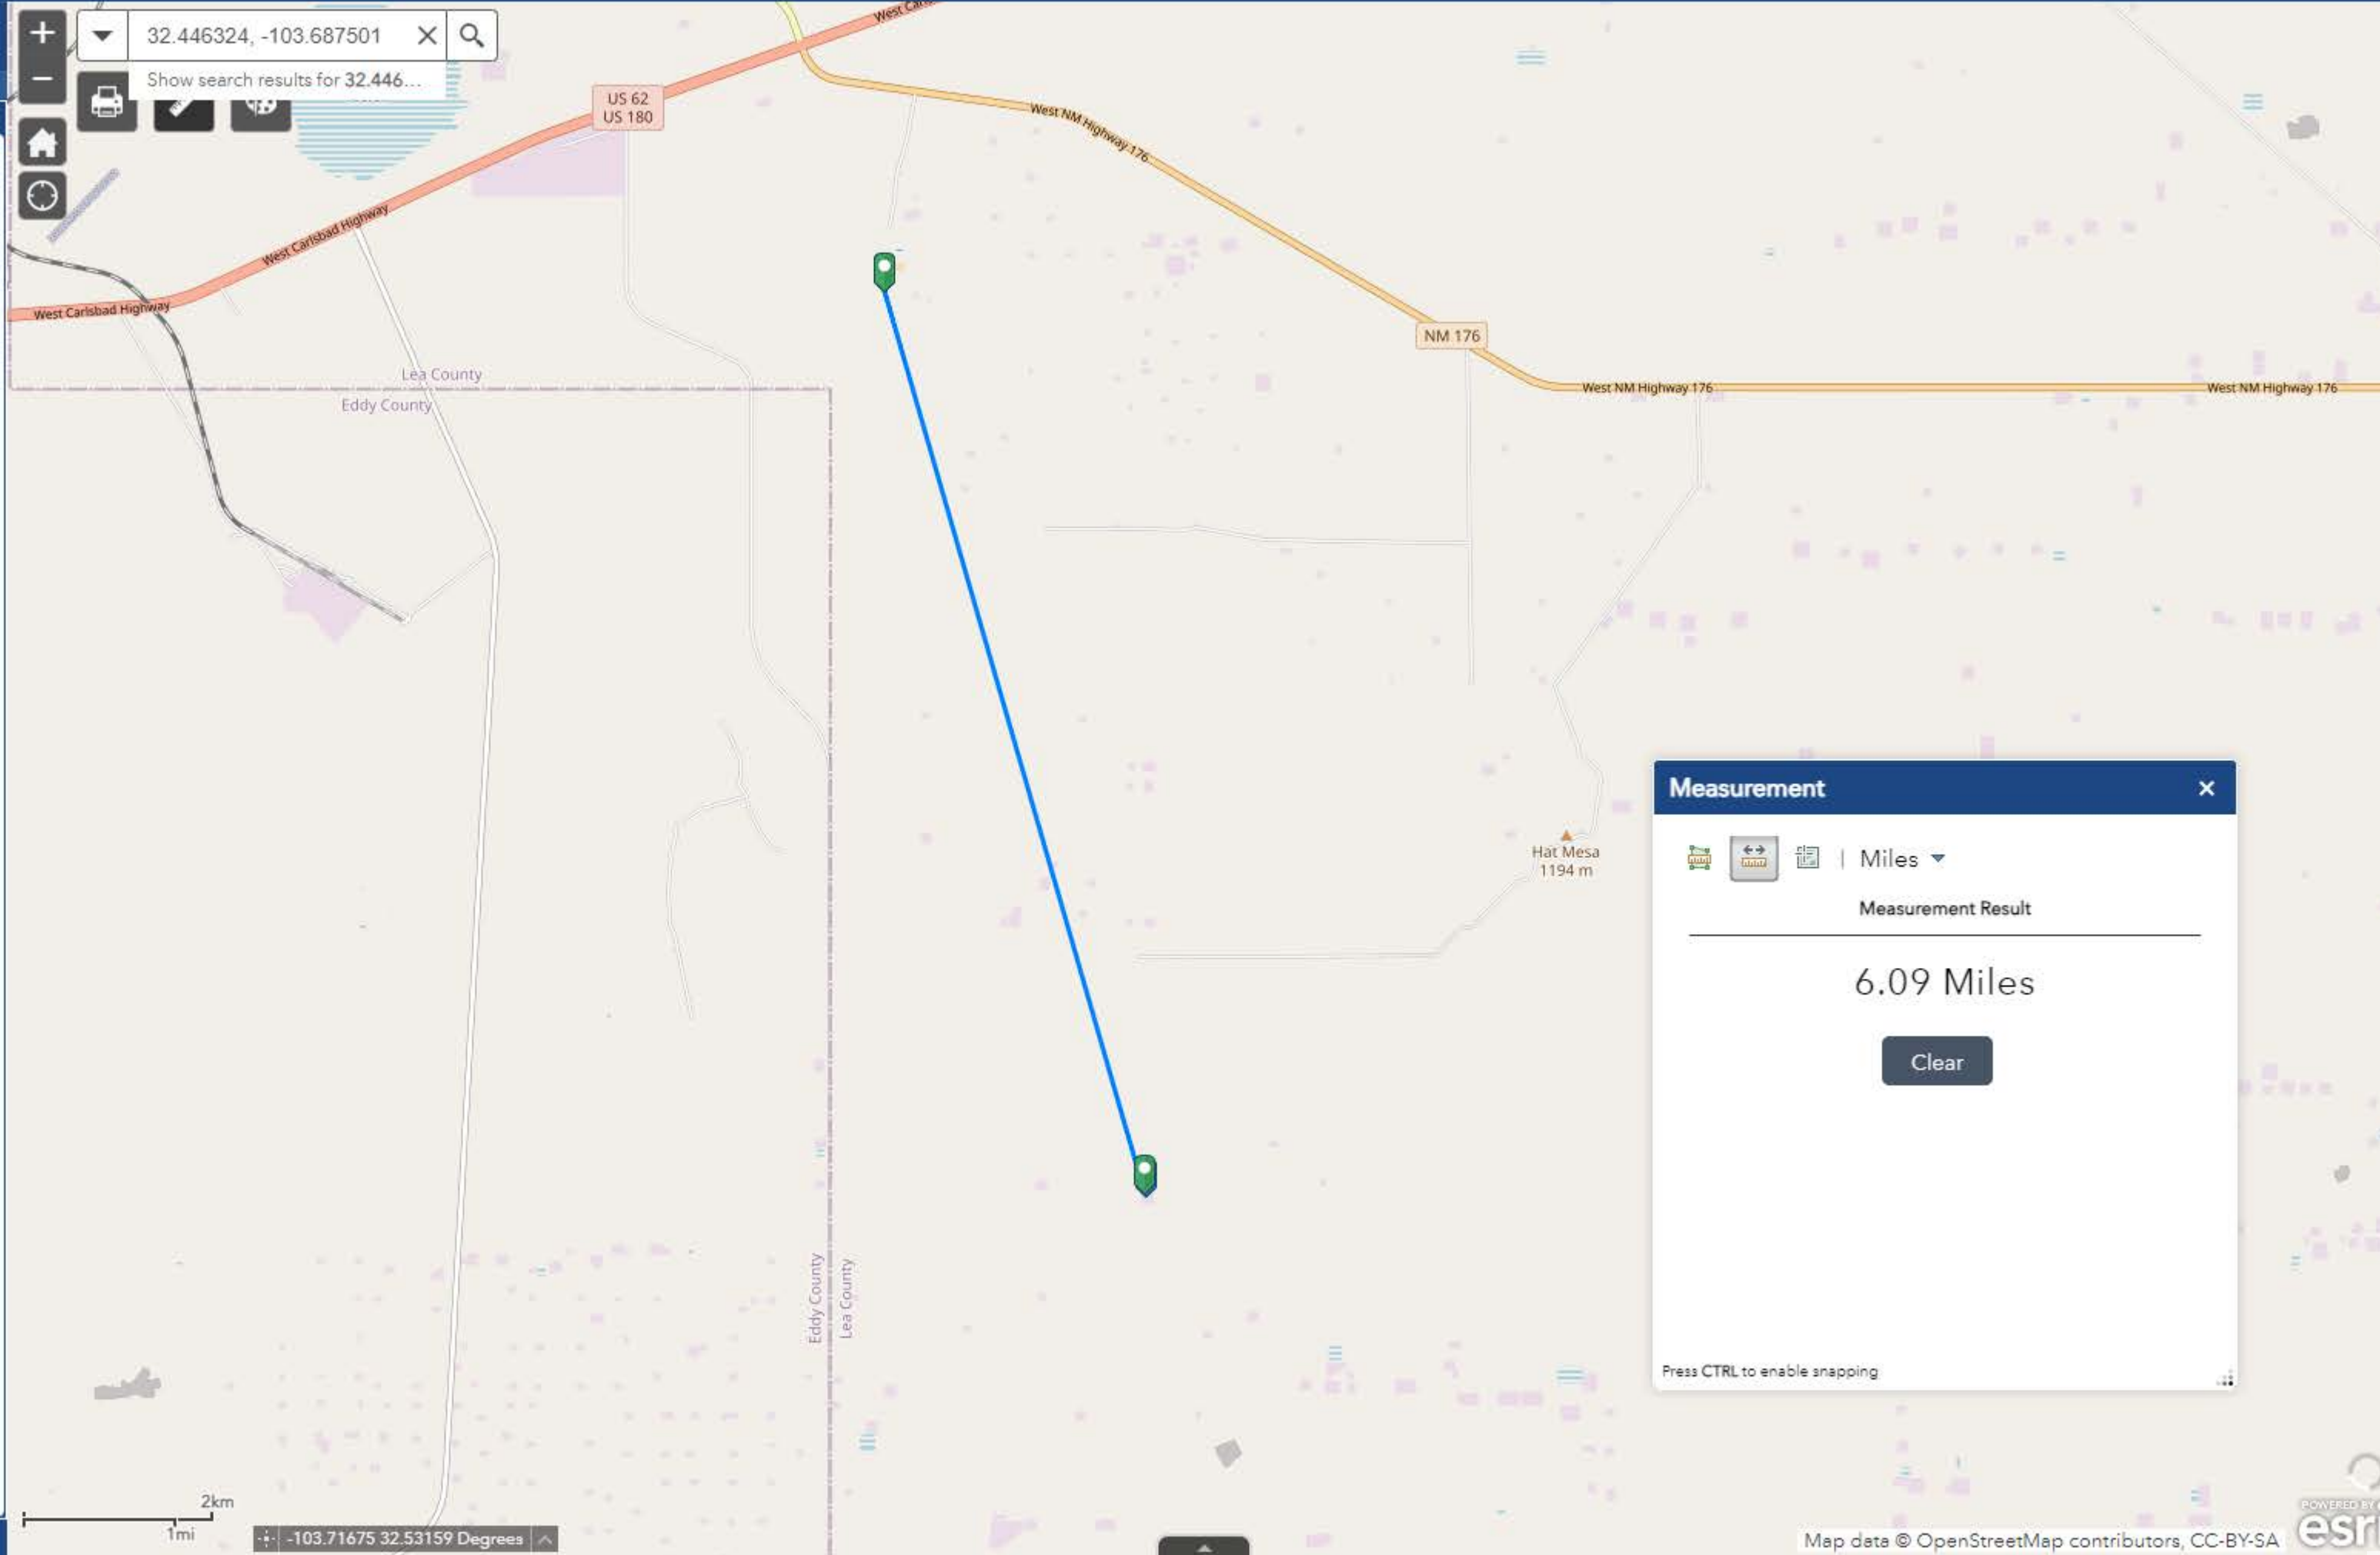 32.446324, -103.687501
Show search results for 32.446...
West
US 62
US 180
West NM Highway 176
West Carlsbad Highway
West Carlsbad Highway
NM 176
Lea County
Eddy County
West NM Highway 176
West NM Highway 176
Measurement
Miles
Measurement Result
6.09 Miles
Clear
Press CTRL to enable snapping
Hat Mesa
1194 m
Eddy County
Lea County
2km
1mi
-103.71675 32.53159 Degrees
Map data © OpenStreetMap contributors, CC-BY-SA
POWERED BY
esri